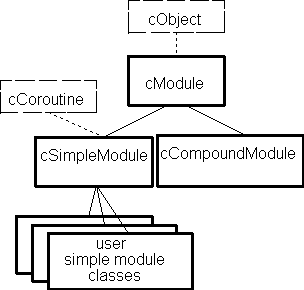 cObject
cModule
cCoroutine
cSimpleModule
cCompoundModule
user
simple module
classes